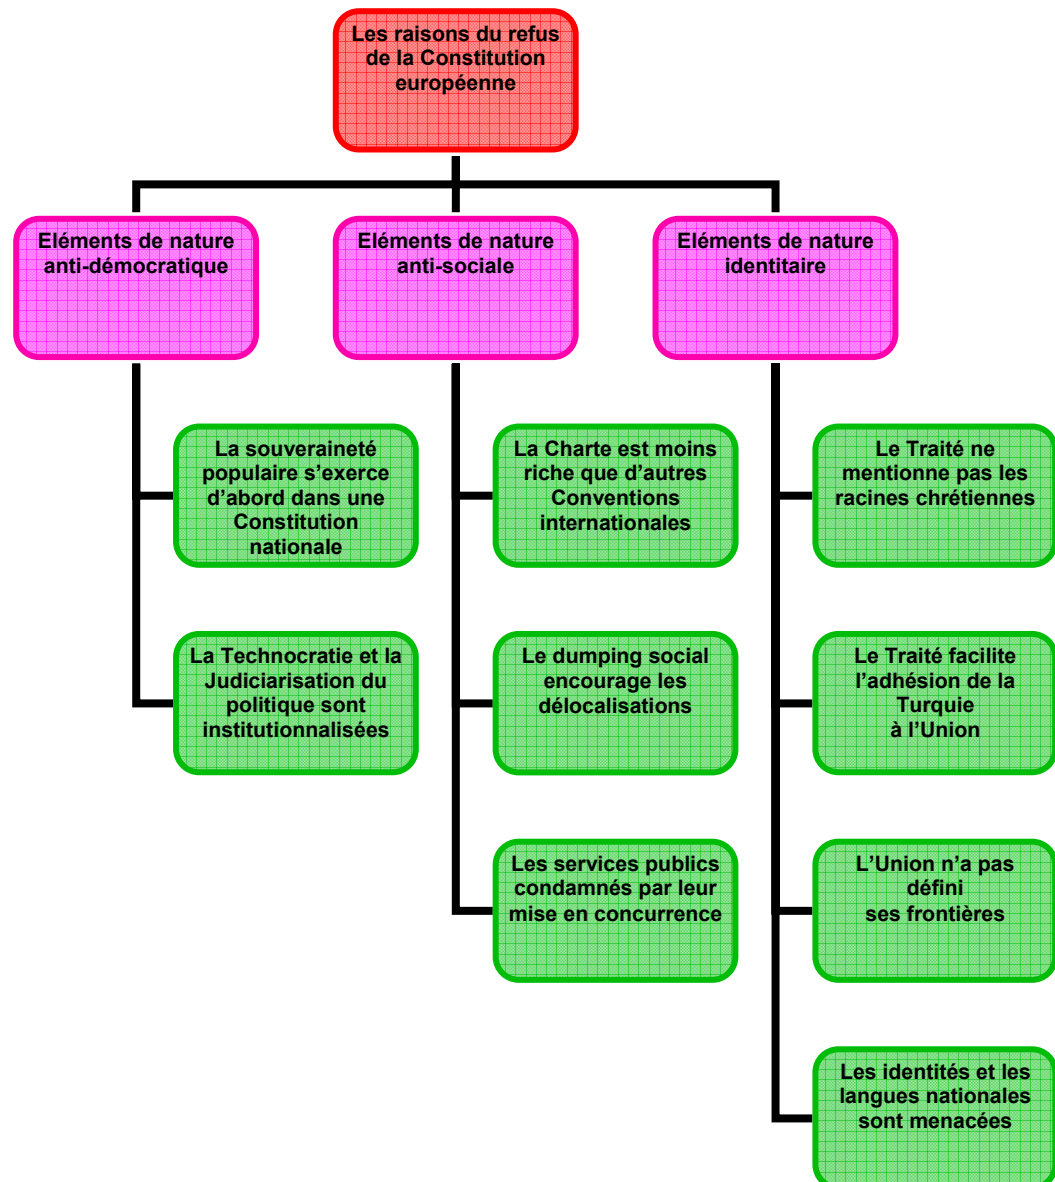 Les raisons du refus
de la Constitution
européenne
Eléments de nature
anti-démocratique
Eléments de nature
anti-sociale
Eléments de nature
identitaire
La souveraineté
populaire s’exerce
d’abord dans une
Constitution
nationale
La Charte est moins
riche que d’autres
Conventions
internationales
Le Traité ne
mentionne pas les
racines chrétiennes
La Technocratie et la
Judiciarisation du
politique sont
institutionnalisées
Le dumping social
encourage les
délocalisations
Le Traité facilite
l’adhésion de la
Turquie
à l’Union
Les services publics
condamnés par leur
mise en concurrence
L’Union n’a pas
défini
ses frontières
Les identités et les
langues nationales
sont menacées